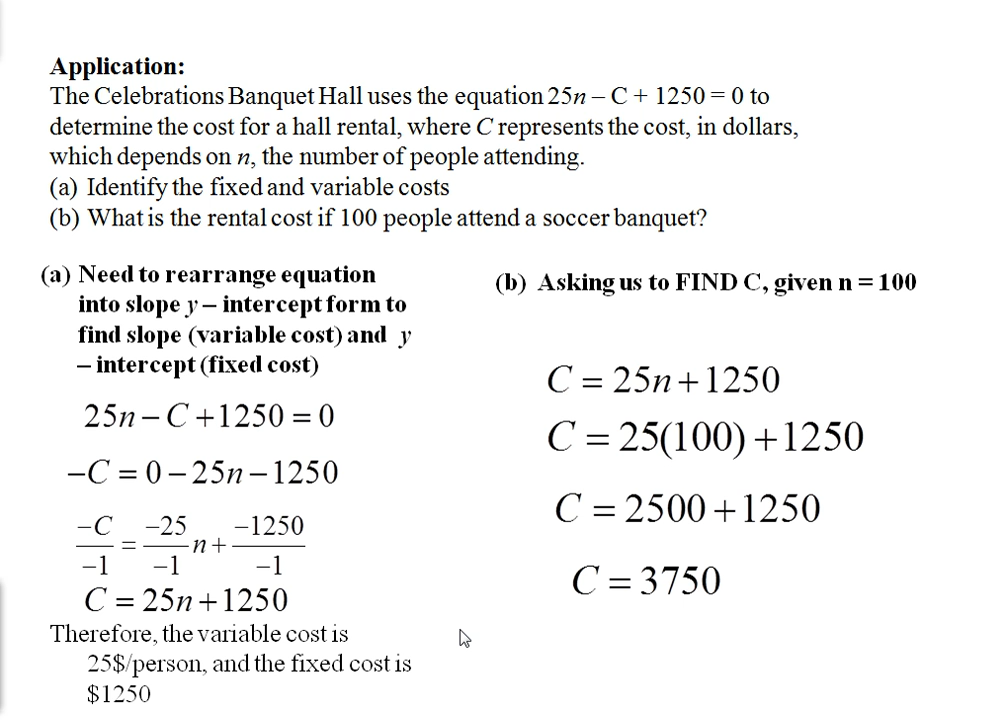 Application:
The Celebrations Banquet Hall uses the equation 25n – C + 1250 = 0 to
determine the cost for a hall rental, where C represents the cost, in dollars,
which depends on n, the number of people attending.
(a) Identify the fixed and variable costs
(b) What is the rental cost if 100 people attend a soccer banquet?
(a) Need to rearrange equation
into slope y – intercept form to
find slope (variable cost) and y
– intercept (fixed cost)
25n – C + 1250 = 0
–C = 0 – 25n – 1250
–C/–1 = –25/–1 n + –1250/–1
C = 25n + 1250
Therefore, the variable cost is
25$/person, and the fixed cost is
$1250
(b) Asking us to FIND C, given n = 100
C = 25n + 1250
C = 25(100) + 1250
C = 2500 + 1250
C = 3750